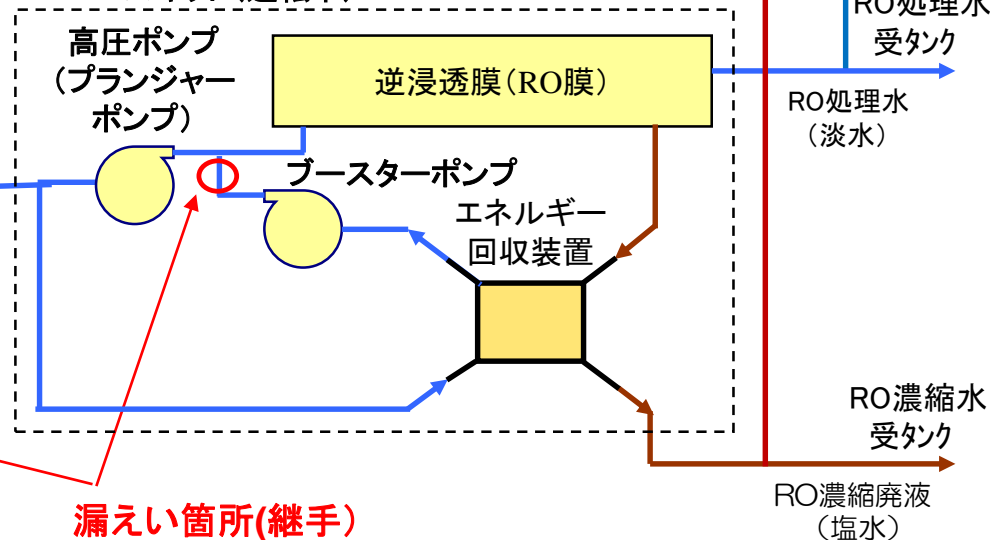 高圧ポンプ
（プランジャー
ポンプ）
逆浸透膜（RO膜）
RO処理水
受タンク
RO処理水
（淡水）
ブースターポンプ
エネルギー
回収装置
RO濃縮水
受タンク
RO濃縮廃液
（塩水）
漏えい箇所(継手）